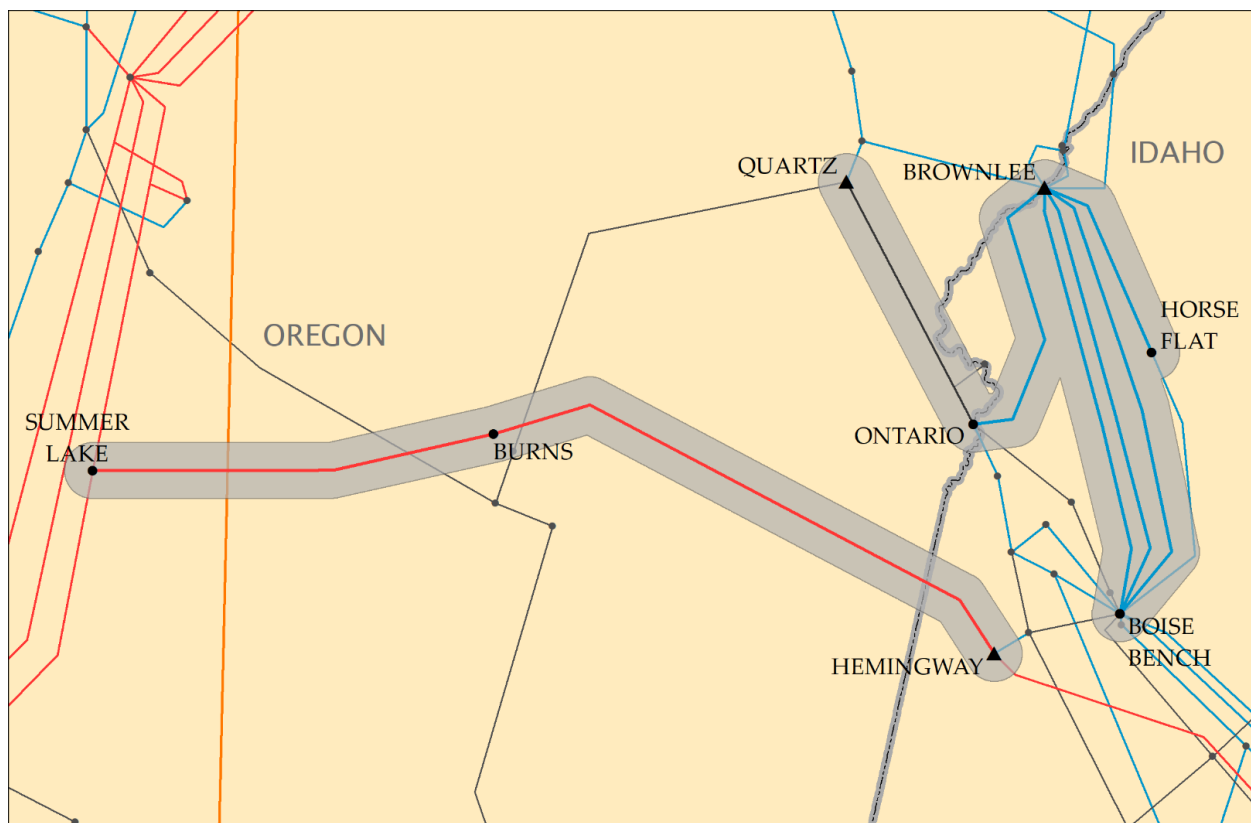 IDAHO
QUARTZ
BROWNLEE
HORSE
FLAT
OREGON
SUMMER
LAKE
BURNS
ONTARIO
BOISE
BENCH
HEMINGWAY